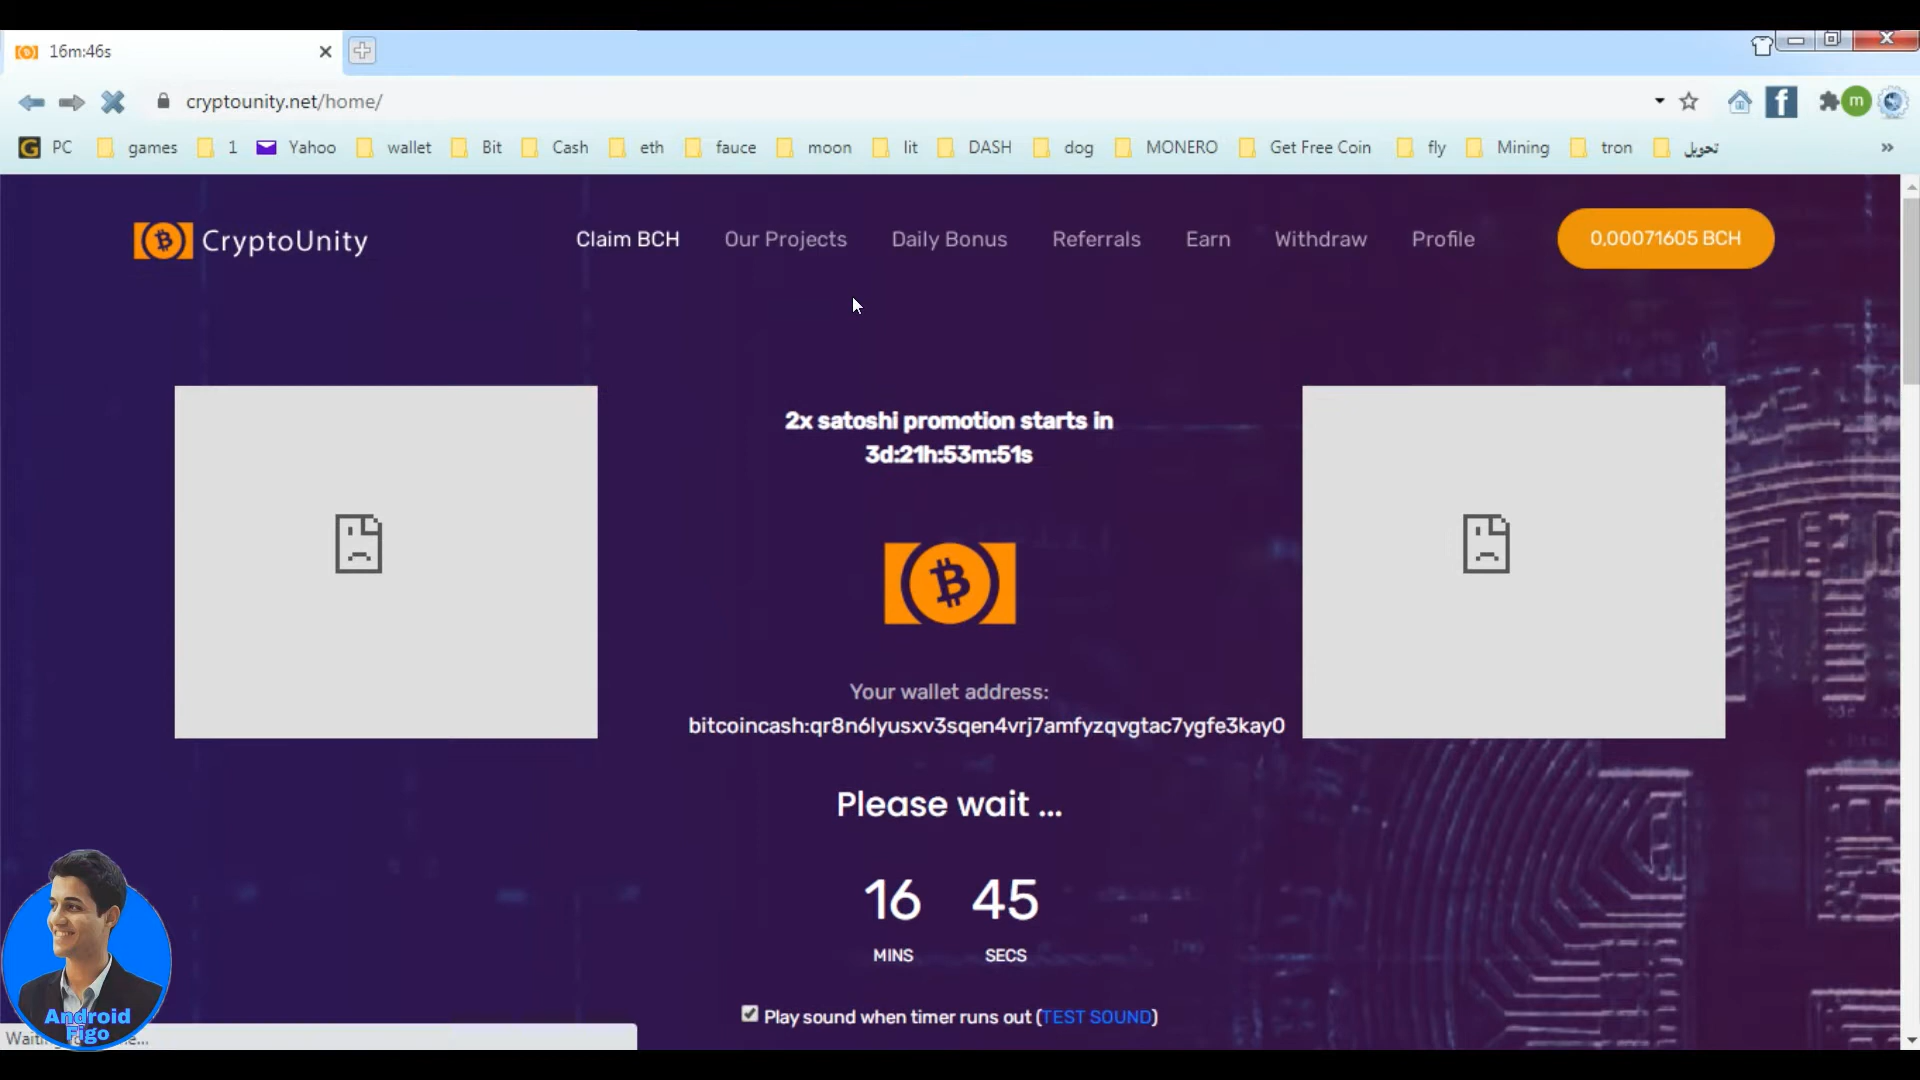 16m:46s
cryptounity.net/home/
PC games 1 Yahoo wallet Bit Cash eth fauce moon lit DASH dog MONERO Get Free Coin fly Mining tron تحويل »
CryptoUnity Claim BCH Our Projects Daily Bonus Referrals Earn Withdraw Profile 0,00071605 BCH
2x satoshi promotion starts in
3d:21h:53m:51s
Your wallet address:
bitcoincash:qr8n6lyusxv3sqen4vrj7amfyzqvgtac7ygfe3kay0
Please wait ...
16 45
MINS SECS
Play sound when timer runs out (TEST SOUND)
Android
Figo